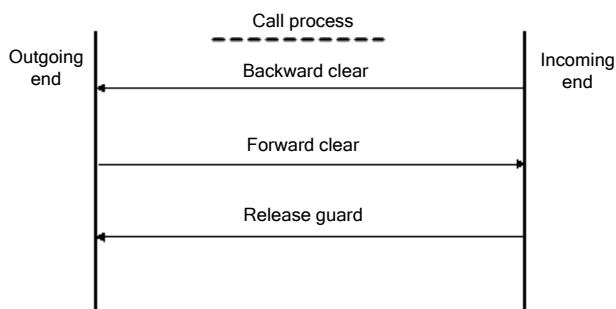 Call process
Outgoing
end
Incoming
end
Backward clear
Forward clear
Release guard